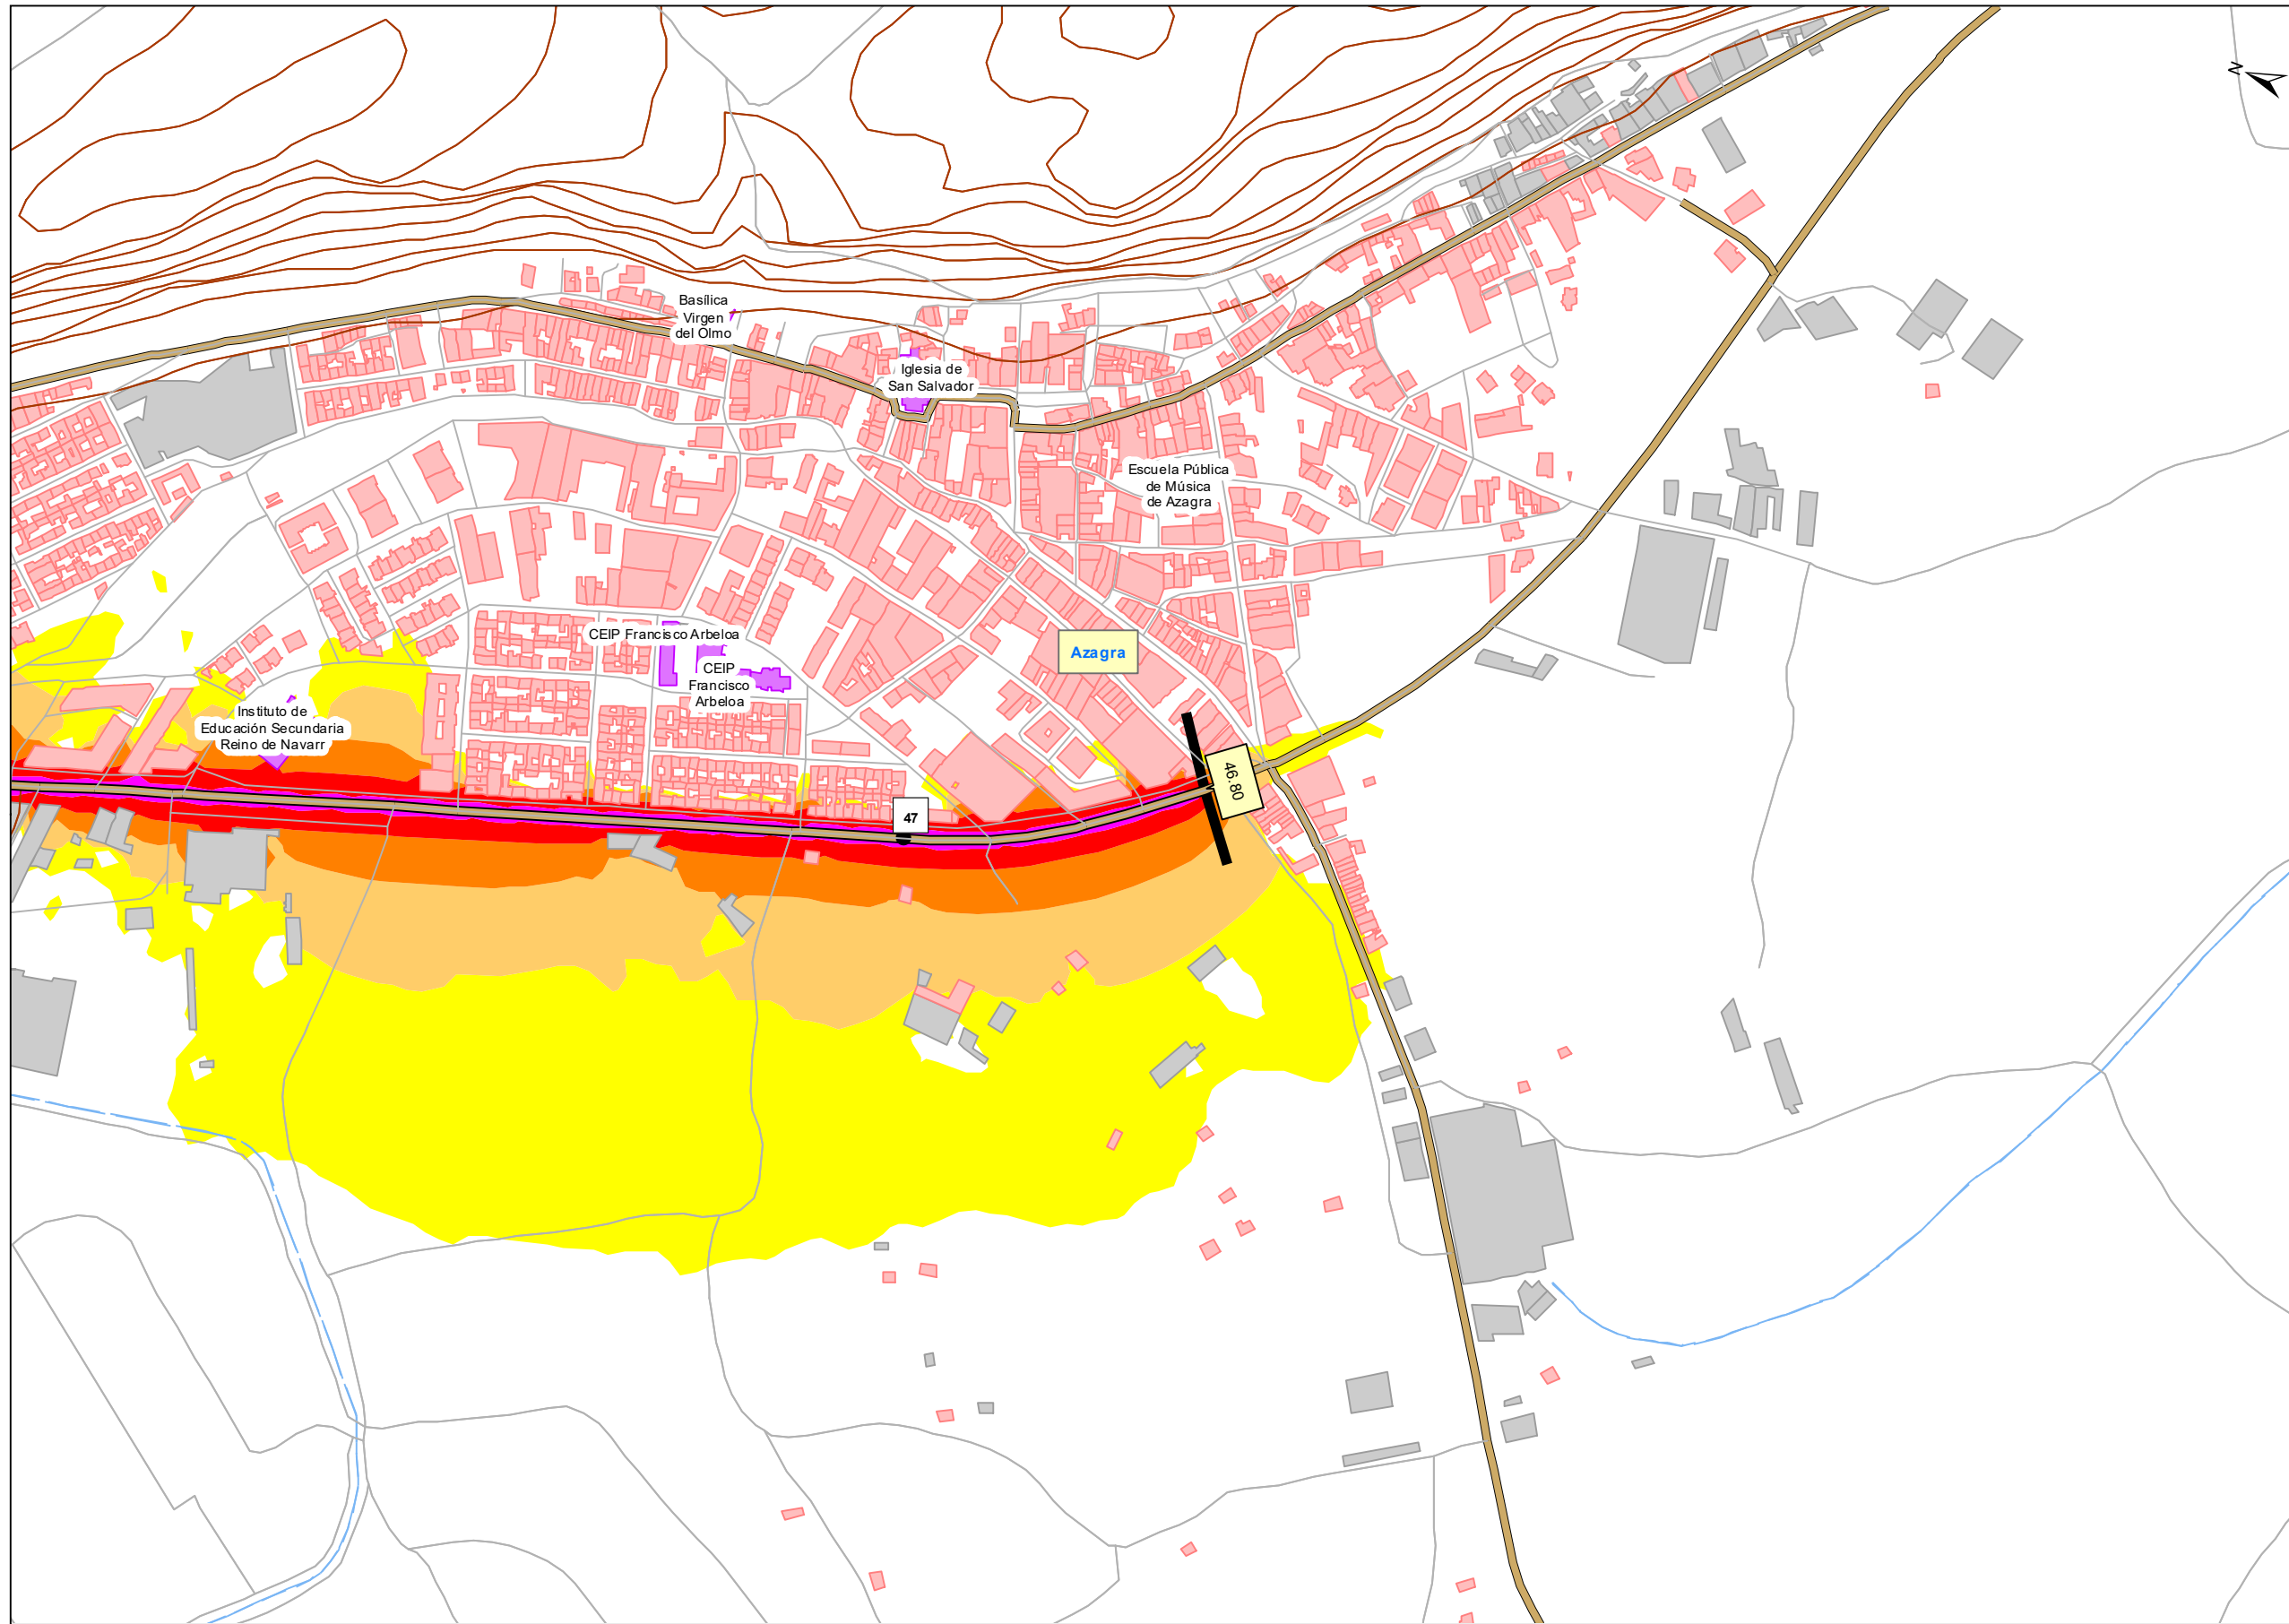 N
Basílica
Virgen
del Olmo
Iglesia de
San Salvador
Escuela Pública
de Música
de Azagra
CEIP Francisco Arbeloa
CEIP
Francisco
Arbeloa
Azagra
Instituto de
Educación Secundaria
Reino de Navarr
46.80
47